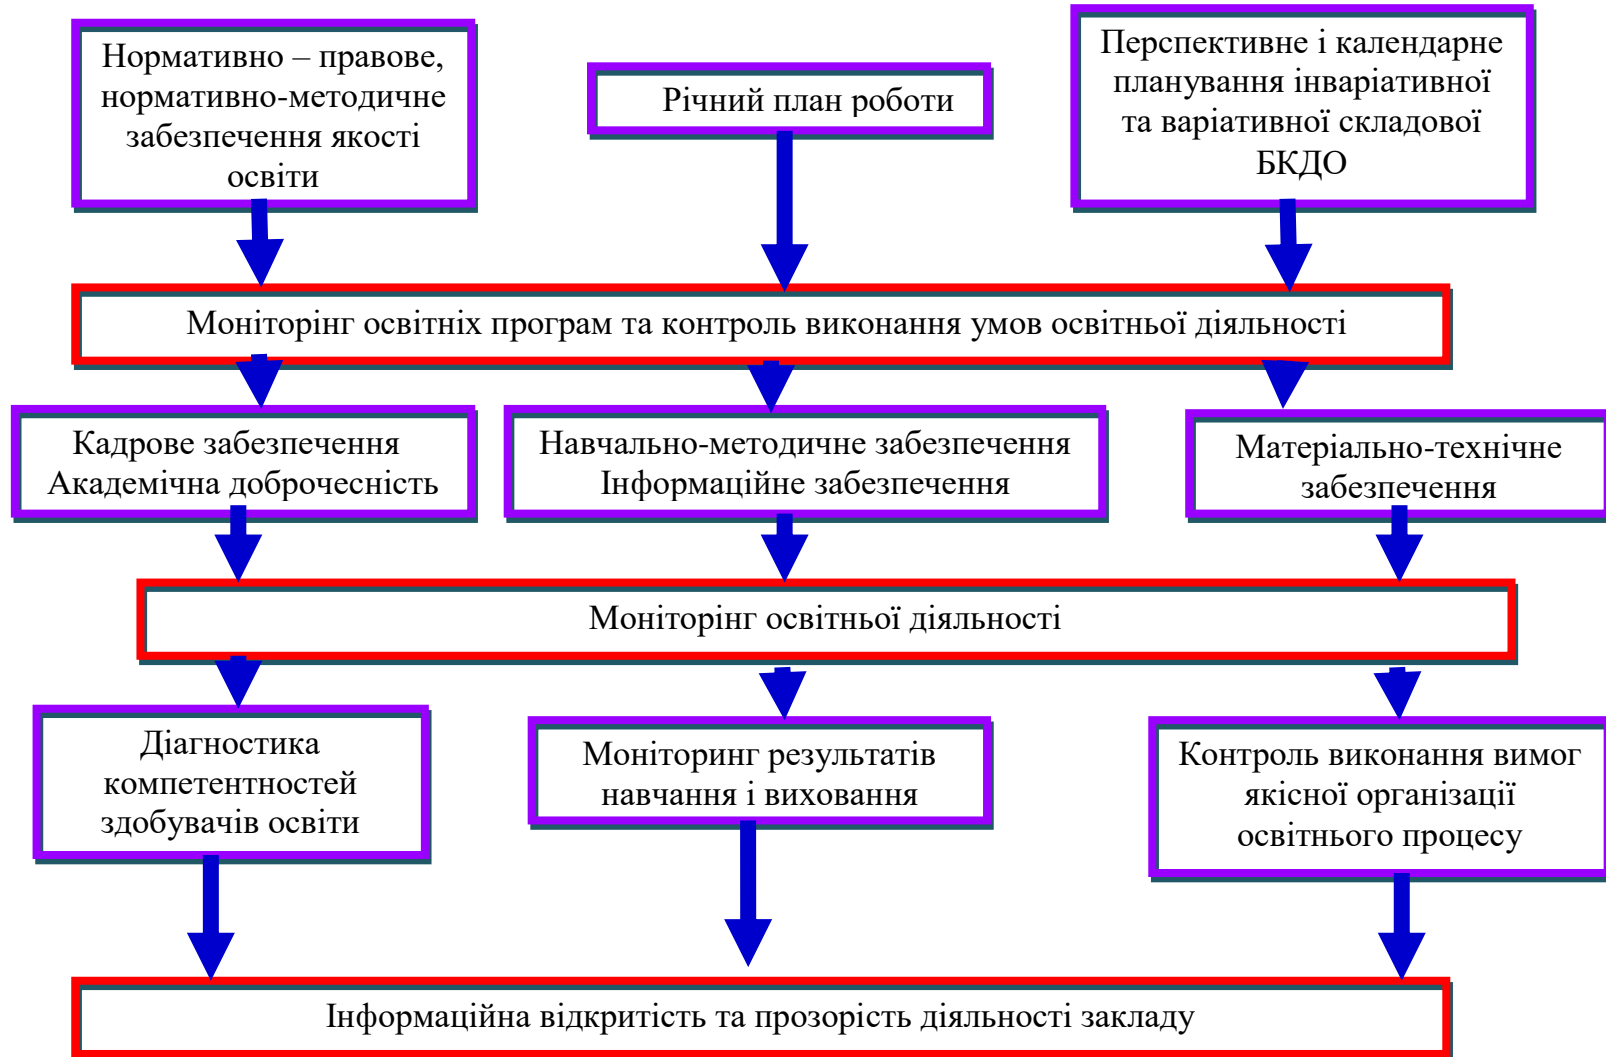 Нормативно – правове,
нормативно-методичне
забезпечення якості
освіти
Річний план роботи
Перспективне і календарне
планування інваріативної
та варіативної складової
БКДО
Моніторінг освітніх програм та контроль виконання умов освітньої діяльності
Кадрове забезпечення
Академічна доброчесність
Навчально-методичне забезпечення
Інформаційне забезпечення
Матеріально-технічне
забезпечення
Моніторінг освітньої діяльності
Діагностика
компетентностей
здобувачів освіти
Моніторинг результатів
навчання і виховання
Контроль виконання вимог
якісної організації
освітнього процесу
Інформаційна відкритість та прозорість діяльності закладу